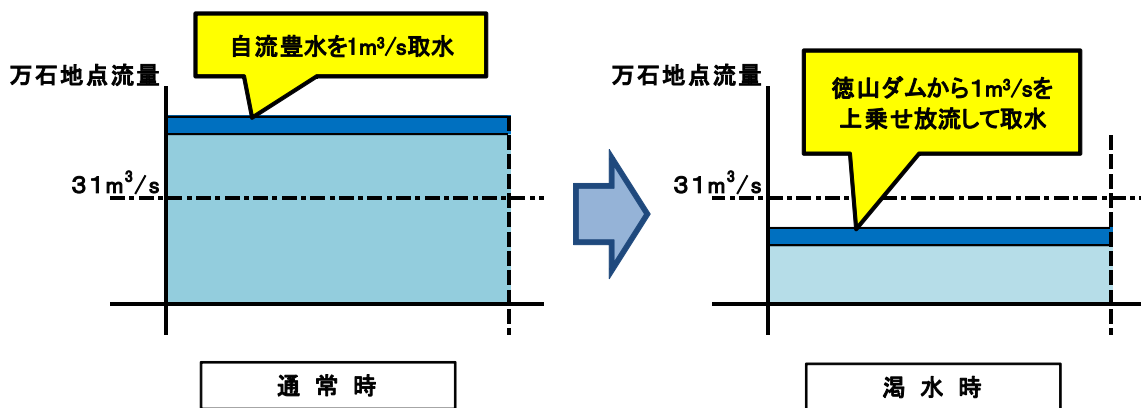 自流豊水を1m³/s取水
万石地点流量
31m³/s
通常時
徳山ダムから1m³/sを
上乗せ放流して取水
万石地点流量
31m³/s
渇水時